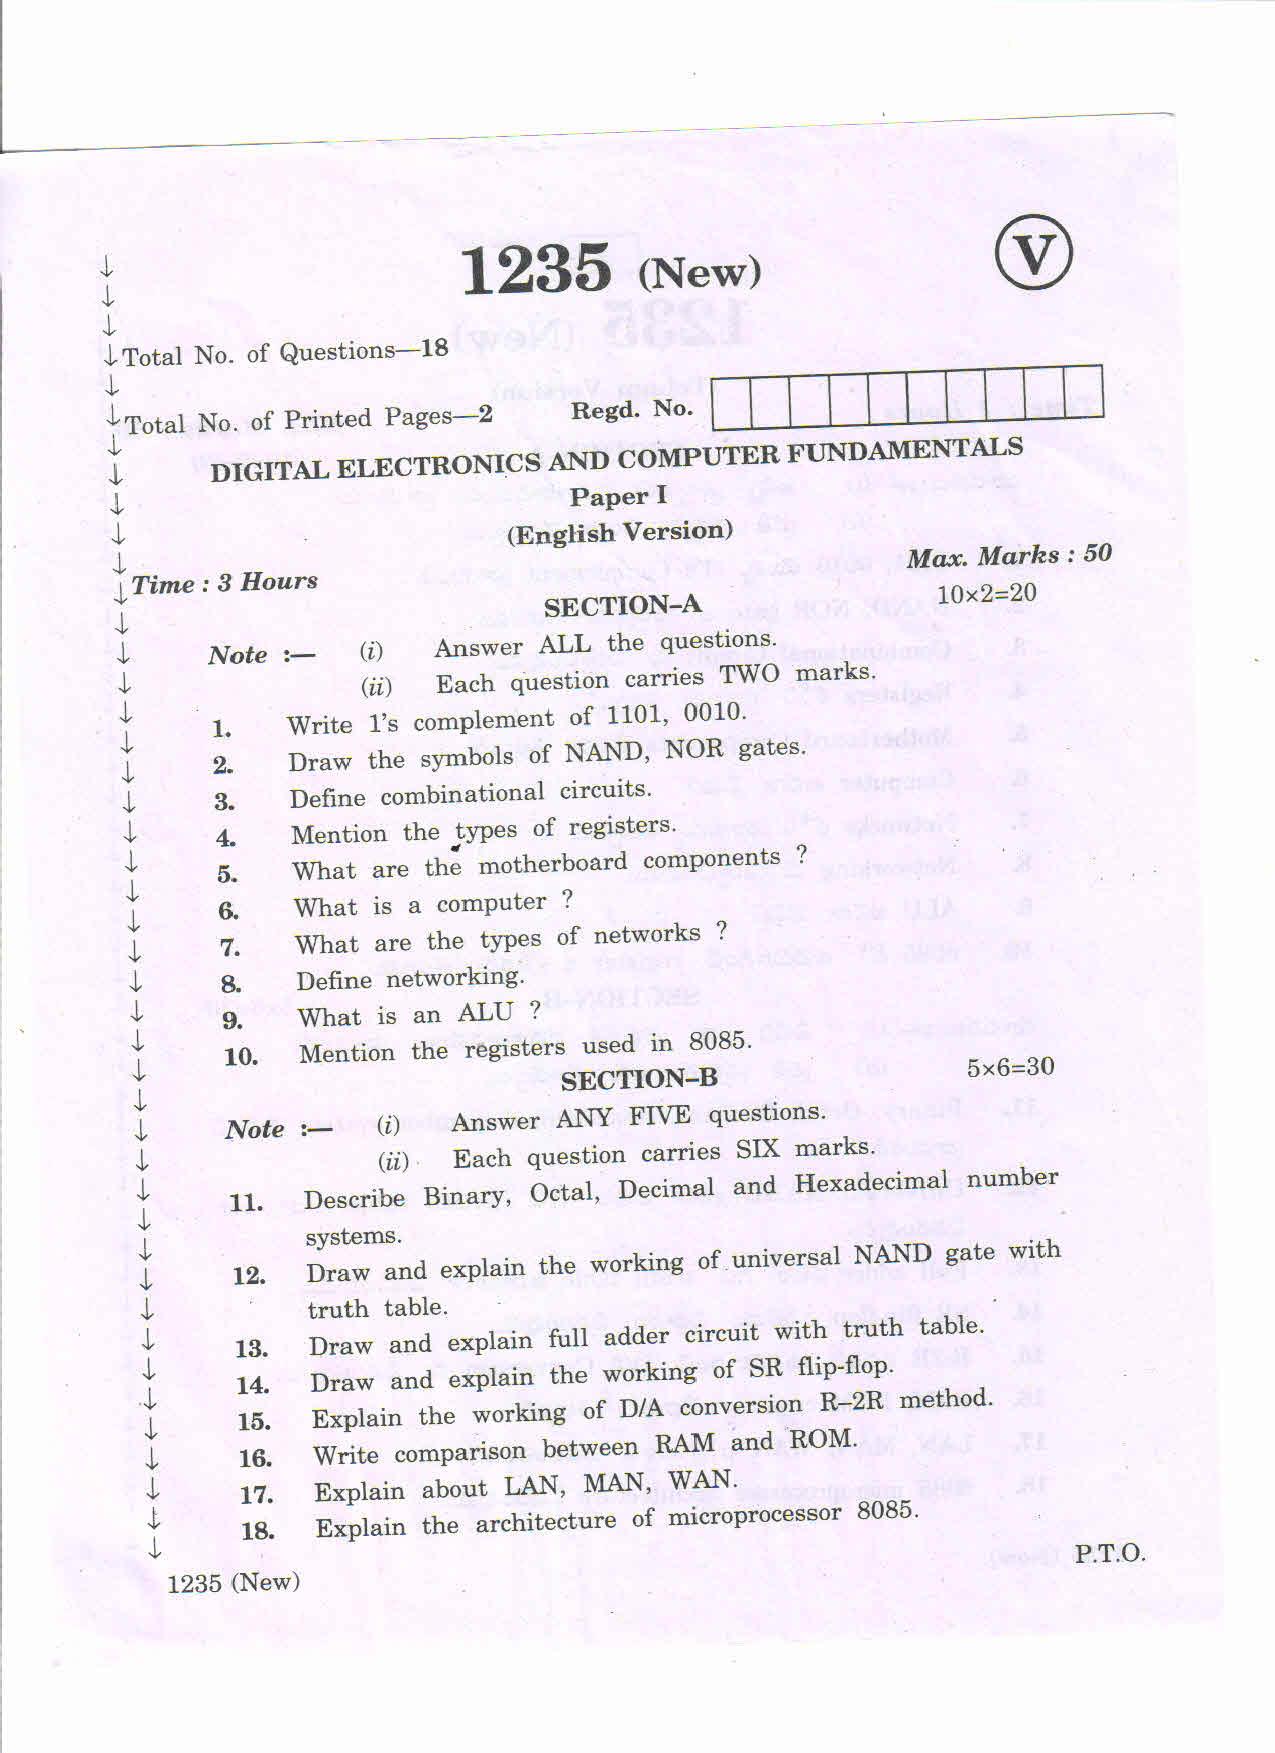 1235 (New)
V
Total No. of Questions—18
Total No. of Printed Pages—2 Regd. No.
DIGITAL ELECTRONICS AND COMPUTER FUNDAMENTALS
Paper I
(English Version)
Time : 3 Hours Max. Marks : 50
SECTION–A 10×2=20
Note :— (i) Answer ALL the questions.
(ii) Each question carries TWO marks.
1. Write 1's complement of 1101, 0010.
2. Draw the symbols of NAND, NOR gates.
3. Define combinational circuits.
4. Mention the types of registers.
5. What are the motherboard components ?
6. What is a computer ?
7. What are the types of networks ?
8. Define networking.
9. What is an ALU ?
10. Mention the registers used in 8085.
SECTION–B 5×6=30
Note :— (i) Answer ANY FIVE questions.
(ii) Each question carries SIX marks.
11. Describe Binary, Octal, Decimal and Hexadecimal number
systems.
12. Draw and explain the working of universal NAND gate with
truth table.
13. Draw and explain full adder circuit with truth table.
14. Draw and explain the working of SR flip-flop.
15. Explain the working of D/A conversion R–2R method.
16. Write comparison between RAM and ROM.
17. Explain about LAN, MAN, WAN.
18. Explain the architecture of microprocessor 8085.
1235 (New) P.T.O.